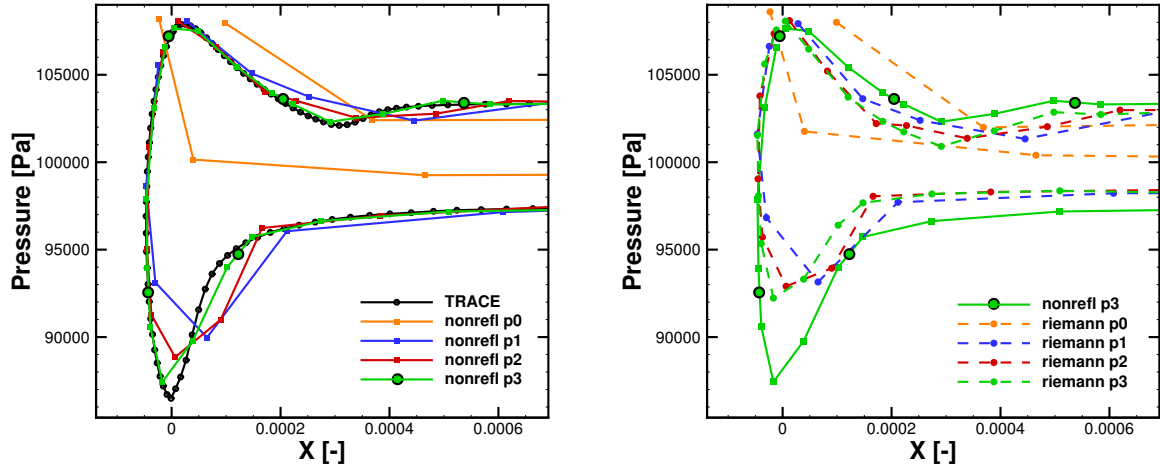 Pressure [Pa]
105000
100000
95000
90000
0
0.0002
0.0004
0.0006
X [-]
TRACE
nonrefl p0
nonrefl p1
nonrefl p2
nonrefl p3
Pressure [Pa]
105000
100000
95000
90000
0
0.0002
0.0004
0.0006
X [-]
nonrefl p3
riemann p0
riemann p1
riemann p2
riemann p3